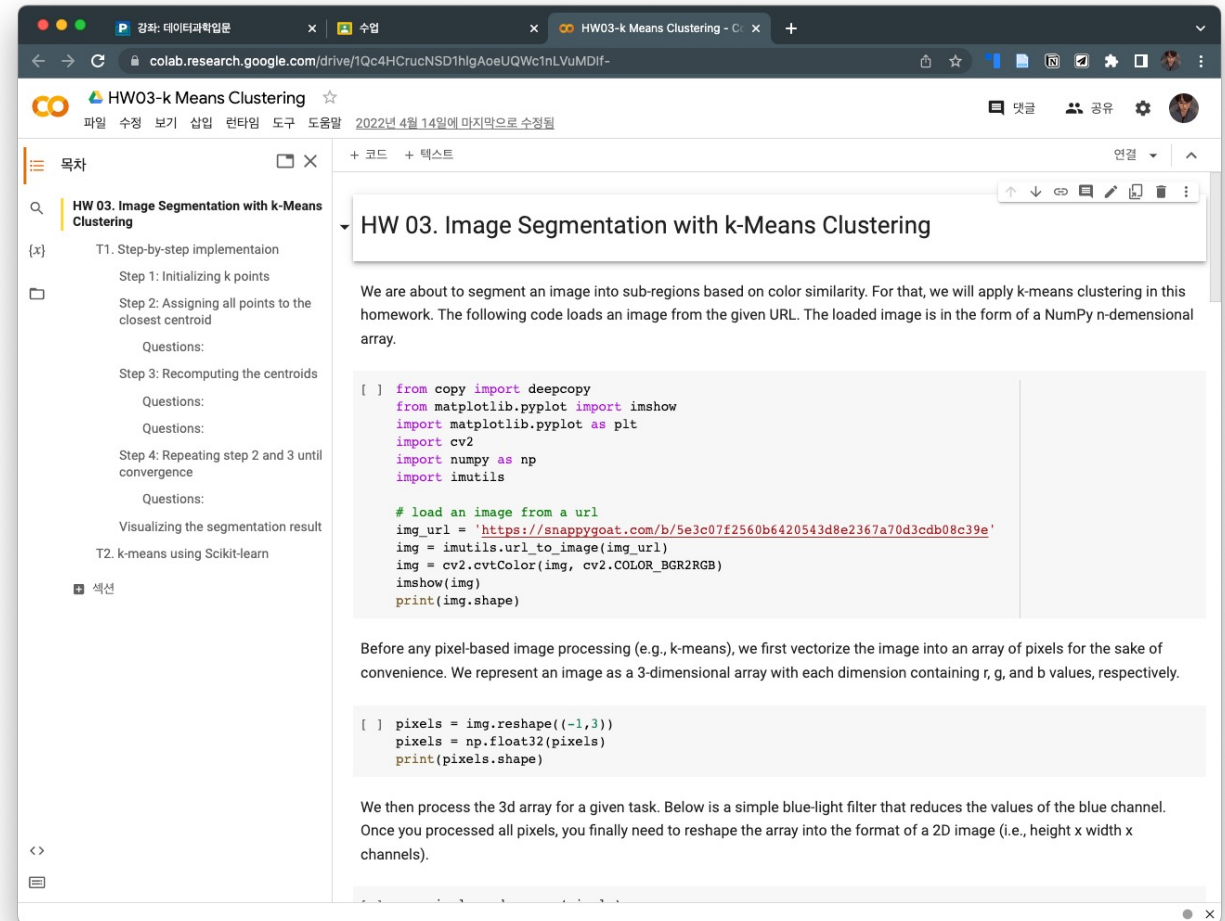 강좌: 데이터과학입문
수업
HW03-k Means Clustering - Co
colab.research.google.com/drive/1Qc4HCrucNSD1hlgAoeUQWc1nLVuMDlf-
HW03-k Means Clustering
파일 수정 보기 삽입 런타임 도구 도움말 2022년 4월 14일에 마지막으로 수정됨
댓글 공유
목차
HW 03. Image Segmentation with k-Means
Clustering
T1. Step-by-step implementaion
Step 1: Initializing k points
Step 2: Assigning all points to the
closest centroid
Questions:
Step 3: Recomputing the centroids
Questions:
Questions:
Step 4: Repeating step 2 and 3 until
convergence
Questions:
Visualizing the segmentation result
T2. k-means using Scikit-learn
섹션
+ 코드 + 텍스트
연결
HW 03. Image Segmentation with k-Means Clustering
We are about to segment an image into sub-regions based on color similarity. For that, we will apply k-means clustering in this
homework. The following code loads an image from the given URL. The loaded image is in the form of a NumPy n-demensional
array.
[ ] from copy import deepcopy
from matplotlib.pyplot import imshow
import matplotlib.pyplot as plt
import cv2
import numpy as np
import imutils
# load an image from a url
img_url = 'https://snappygoat.com/b/5e3c07f2560b6420543d8e2367a70d3cdb08c39e'
img = imutils.url_to_image(img_url)
img = cv2.cvtColor(img, cv2.COLOR_BGR2RGB)
imshow(img)
print(img.shape)
Before any pixel-based image processing (e.g., k-means), we first vectorize the image into an array of pixels for the sake of
convenience. We represent an image as a 3-dimensional array with each dimension containing r, g, and b values, respectively.
[ ] pixels = img.reshape((-1,3))
pixels = np.float32(pixels)
print(pixels.shape)
We then process the 3d array for a given task. Below is a simple blue-light filter that reduces the values of the blue channel.
Once you processed all pixels, you finally need to reshape the array into the format of a 2D image (i.e., height x width x
channels).